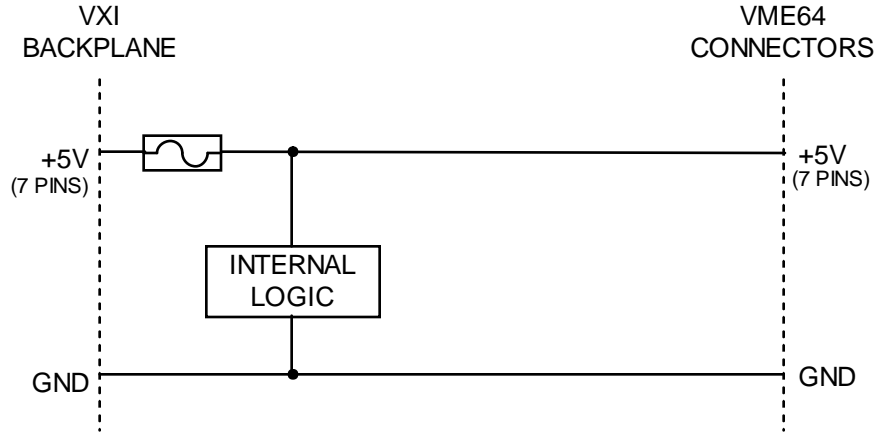 VXI
BACKPLANE
VME64
CONNECTORS
+5V
(7 PINS)
+5V
(7 PINS)
INTERNAL
LOGIC
GND
GND